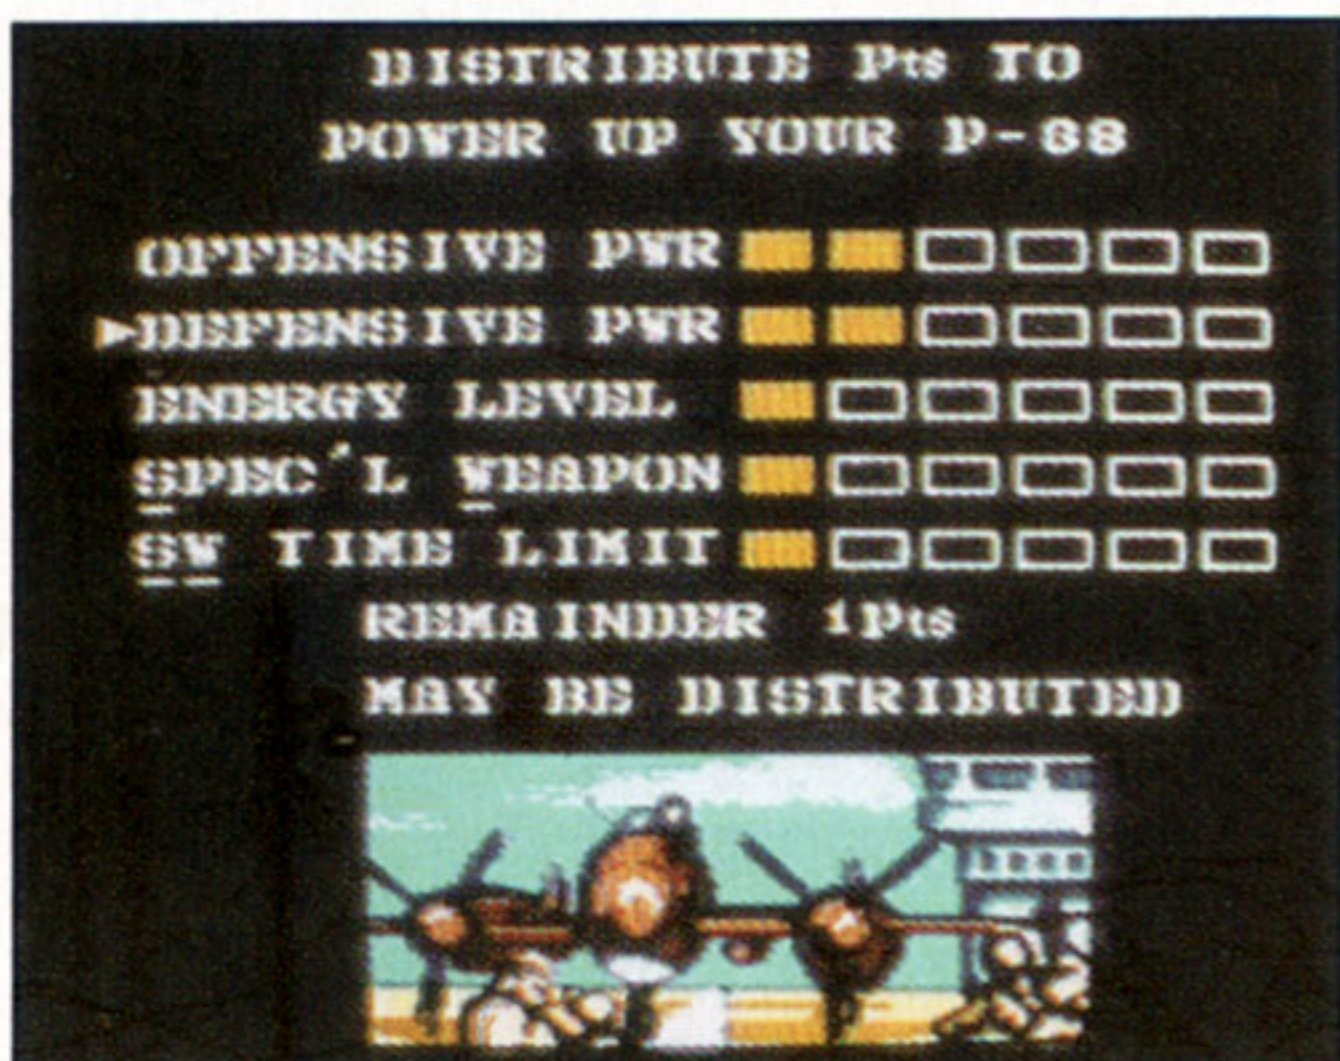 DISTRIBUTE Pts TO
POWER UP YOUR P-38
OFFENSIVE PWR
►DEFENSIVE PWR
ENERGY LEVEL
SPEC'L WEAPON
SW TIME LIMIT
REMAINDER 1Pts
MAY BE DISTRIBUTED